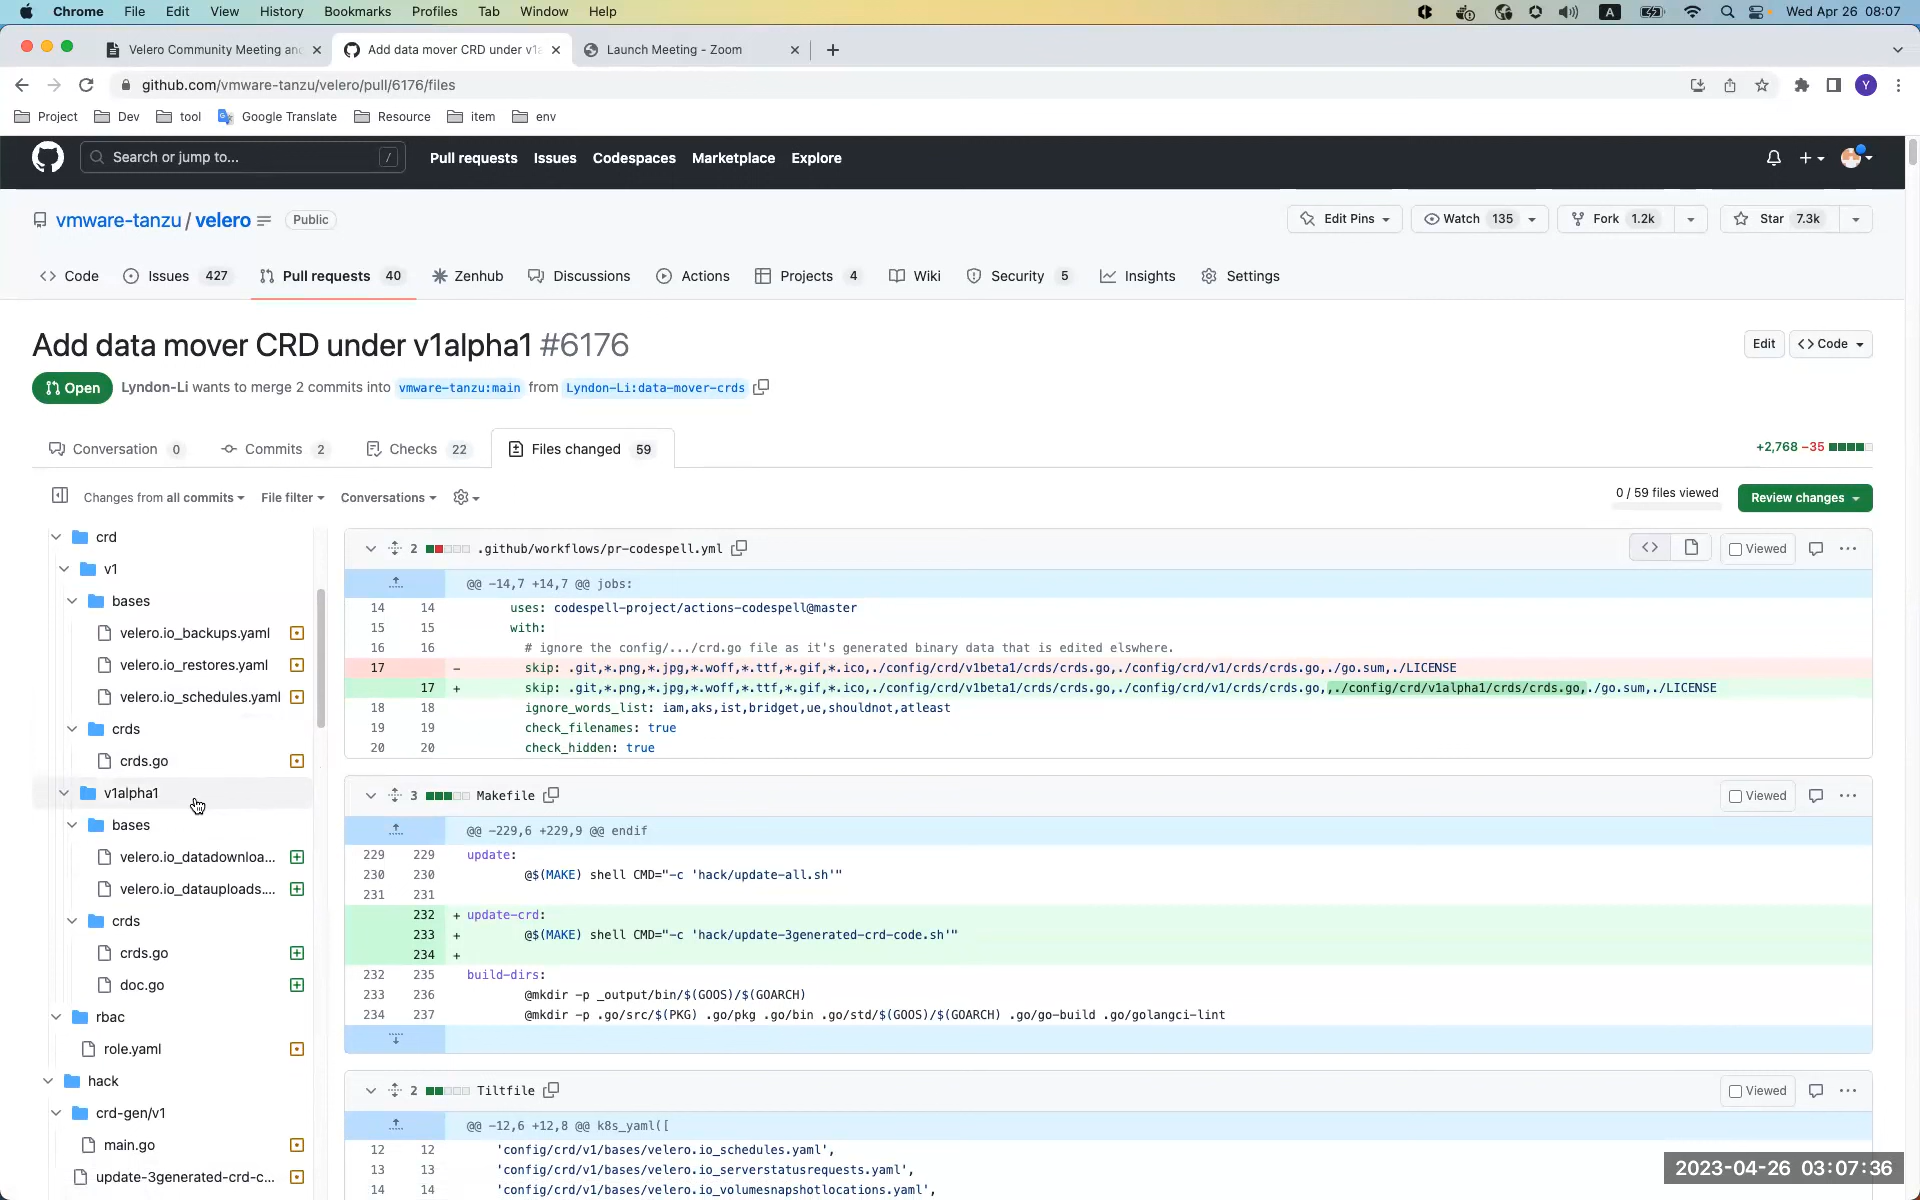 Chrome File Edit View History Bookmarks Profiles Tab Window Help A Wed Apr 26 08:07
Velero Community Meeting and Add data mover CRD under v1a Launch Meeting - Zoom
github.com/vmware-tanzu/velero/pull/6176/files Y
Project Dev tool Google Translate Resource item env
Search or jump to... / Pull requests Issues Codespaces Marketplace Explore
vmware-tanzu / velero Public Edit Pins Watch 135 Fork 1.2k Star 7.3k
Code Issues 427 Pull requests 40 Zenhub Discussions Actions Projects 4 Wiki Security 5 Insights Settings
Add data mover CRD under v1alpha1 #6176 Edit <> Code
Open Lyndon-Li wants to merge 2 commits into vmware-tanzu:main from Lyndon-Li:data-mover-crds
Conversation 0 Commits 2 Checks 22 Files changed 59 +2,768 −35
Changes from all commits File filter Conversations 0 / 59 files viewed Review changes
crd
v1
bases
velero.io_backups.yaml
velero.io_restores.yaml
velero.io_schedules.yaml
crds
crds.go
v1alpha1
bases
velero.io_datadownloa...
velero.io_datauploads....
crds
crds.go
doc.go
rbac
role.yaml
hack
crd-gen/v1
main.go
update-3generated-crd-c...
2 .github/workflows/pr-codespell.yml Viewed
@@ -14,7 +14,7 @@ jobs:
14 14 uses: codespell-project/actions-codespell@master
15 15 with:
16 16 # ignore the config/.../crd.go file as it's generated binary data that is edited elswhere.
17 - skip: .git,*.png,*.jpg,*.woff,*.ttf,*.gif,*.ico,./config/crd/v1beta1/crds/crds.go,./config/crd/v1/crds/crds.go,./go.sum,./LICENSE
17 + skip: .git,*.png,*.jpg,*.woff,*.ttf,*.gif,*.ico,./config/crd/v1beta1/crds/crds.go,./config/crd/v1/crds/crds.go,,./config/crd/v1alpha1/crds/crds.go,./go.sum,./LICENSE
18 18 ignore_words_list: iam,aks,ist,bridget,ue,shouldnot,atleast
19 19 check_filenames: true
20 20 check_hidden: true
3 Makefile Viewed
@@ -229,6 +229,9 @@ endif
229 229 update:
230 230 @$(MAKE) shell CMD="-c 'hack/update-all.sh'"
231 231
232 + update-crd:
233 + @$(MAKE) shell CMD="-c 'hack/update-3generated-crd-code.sh'"
234 +
232 235 build-dirs:
233 236 @mkdir -p _output/bin/$(GOOS)/$(GOARCH)
234 237 @mkdir -p .go/src/$(PKG) .go/pkg .go/bin .go/std/$(GOOS)/$(GOARCH) .go/go-build .go/golangci-lint
2 Tiltfile Viewed
@@ -12,6 +12,8 @@ k8s_yaml([
12 12 'config/crd/v1/bases/velero.io_schedules.yaml',
13 13 'config/crd/v1/bases/velero.io_serverstatusrequests.yaml',
14 14 'config/crd/v1/bases/velero.io_volumesnapshotlocations.yaml',
2023-04-26 03:07:36